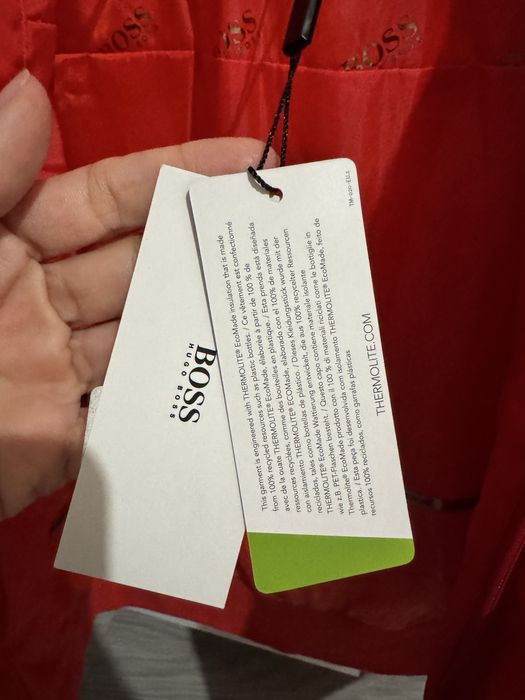 BOSS
BOSS
BOSS
HUGO BOSS
This garment is engineered with THERMOLITE® EcoMade insulation that is made
from 100% recycled resources such as plastic bottles. / Ce vêtement est confectionné
avec de la ouate THERMOLITE® EcoMade, élaborée à partir de 100 % de
ressources recyclées, comme des bouteilles en plastique. / Esta prenda está diseñada
con aislamiento THERMOLITE® ECOMade, elaborado con el 100% de materiales
reciclados, tales como botellas de plástico. / Dieses Kleidungsstück wurde mit der
THERMOLITE® EcoMade Wattierung entwickelt, die aus 100% recycelter Ressourcen
wie z.B. PET-Flaschen besteht. / Questo capo contiene materiale isolante
Thermolite® EcoMade prodotto con il 100 % di materiali riciclati come le bottiglie in
plastica. / Esta peça foi desenvolvida com isolamento THERMOLITE® EcoMade, feito de
recursos 100% reciclados, como garrafas plásticas
THERMOLITE.COM